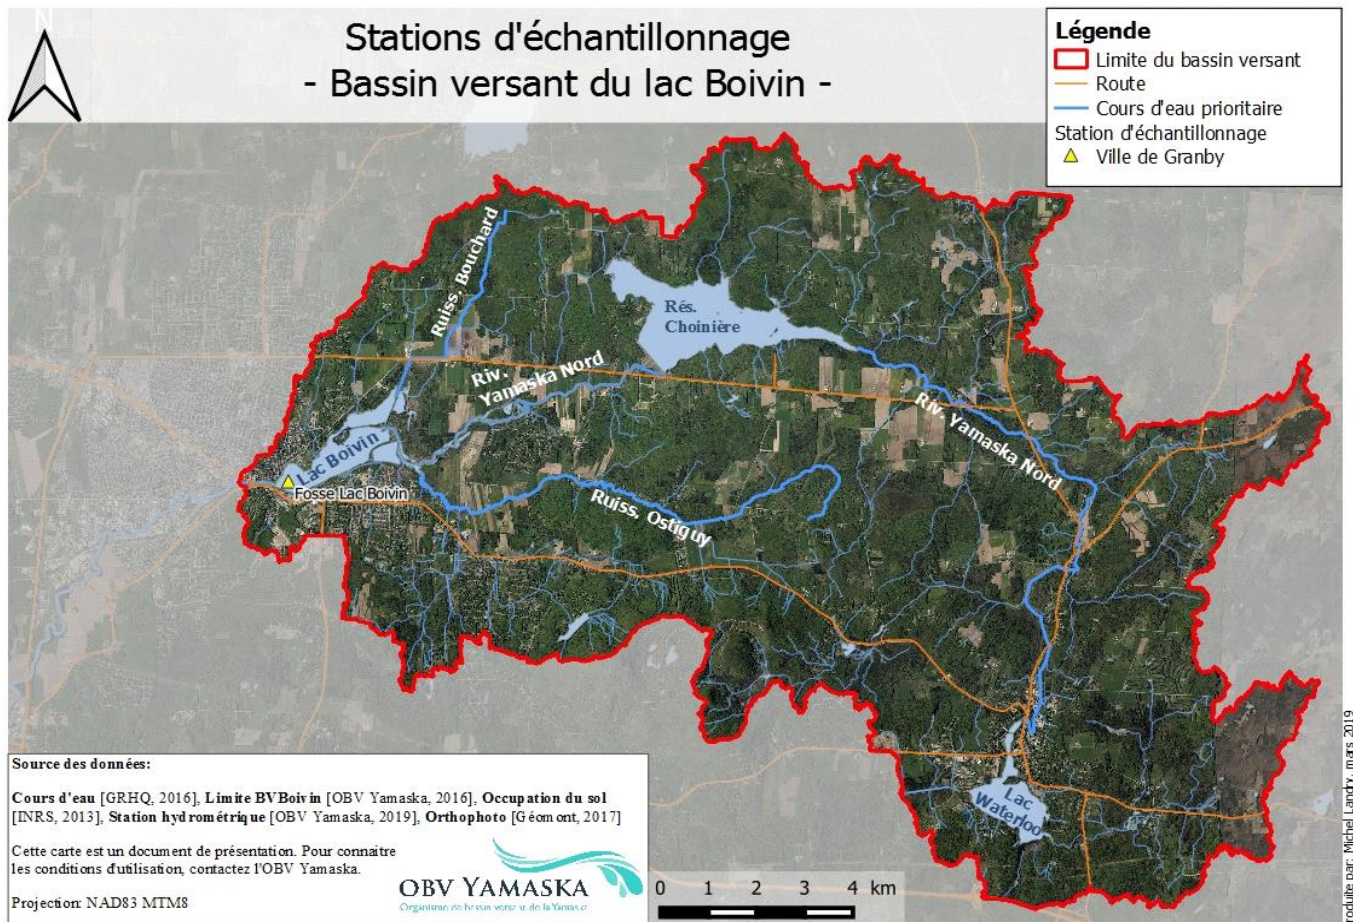 N
Stations d'échantillonnage
- Bassin versant du lac Boivin -
Légende
Limite du bassin versant
Route
Cours d'eau prioritaire
Station d'échantillonnage
Ville de Granby
Ruiss. Bouchard
Rés.
Choinière
Riv.
Yamaska Nord
Riv. Yamaska Nord
Lac Boivin
Fosse Lac Boivin
Ruiss. Ostiguy
Lac
Waterloo
Source des données:
Cours d'eau [GRHQ, 2016], Limite BVBoivin [OBV Yamaska, 2016], Occupation du sol
[INRS, 2013], Station hydrométrique [OBV Yamaska, 2019], Orthophoto [Géomont, 2017]
Cette carte est un document de présentation. Pour connaitre
les conditions d'utilisation, contactez l'OBV Yamaska.
Projection: NAD83 MTM8
OBV YAMASKA
Organisme de bassin versant de la Yamaska
0 1 2 3 4 km
roduite par: Michel Landry, mars 2019